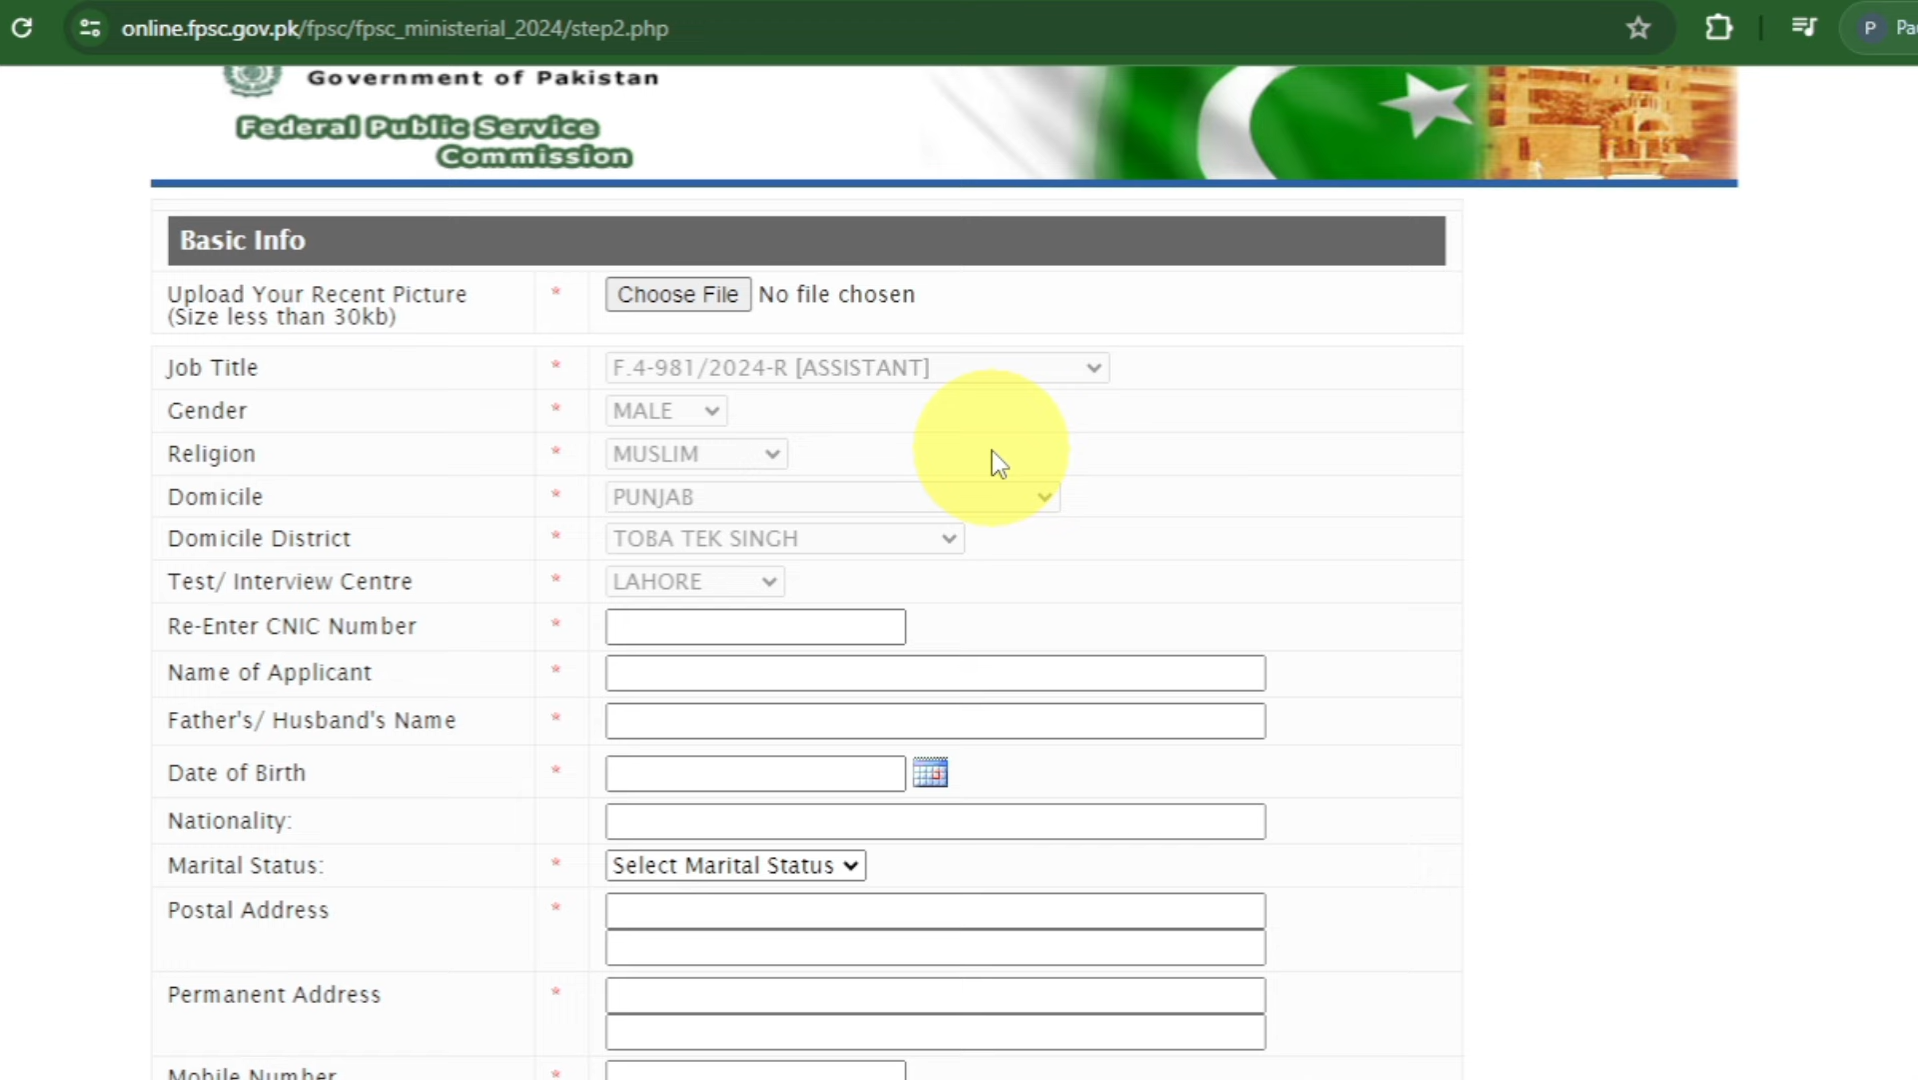 online.fpsc.gov.pk/fpsc/fpsc_ministerial_2024/step2.php
P
Government of Pakistan
Federal Public Service
Commission
Basic Info
Upload Your Recent Picture * Choose File No file chosen
(Size less than 30kb)
Job Title * F.4-981/2024-R [ASSISTANT]
Gender * MALE
Religion * MUSLIM
Domicile * PUNJAB
Domicile District * TOBA TEK SINGH
Test/ Interview Centre * LAHORE
Re-Enter CNIC Number *
Name of Applicant *
Father's/ Husband's Name *
Date of Birth *
Nationality:
Marital Status: * Select Marital Status
Postal Address *
Permanent Address *
Mobile Number *